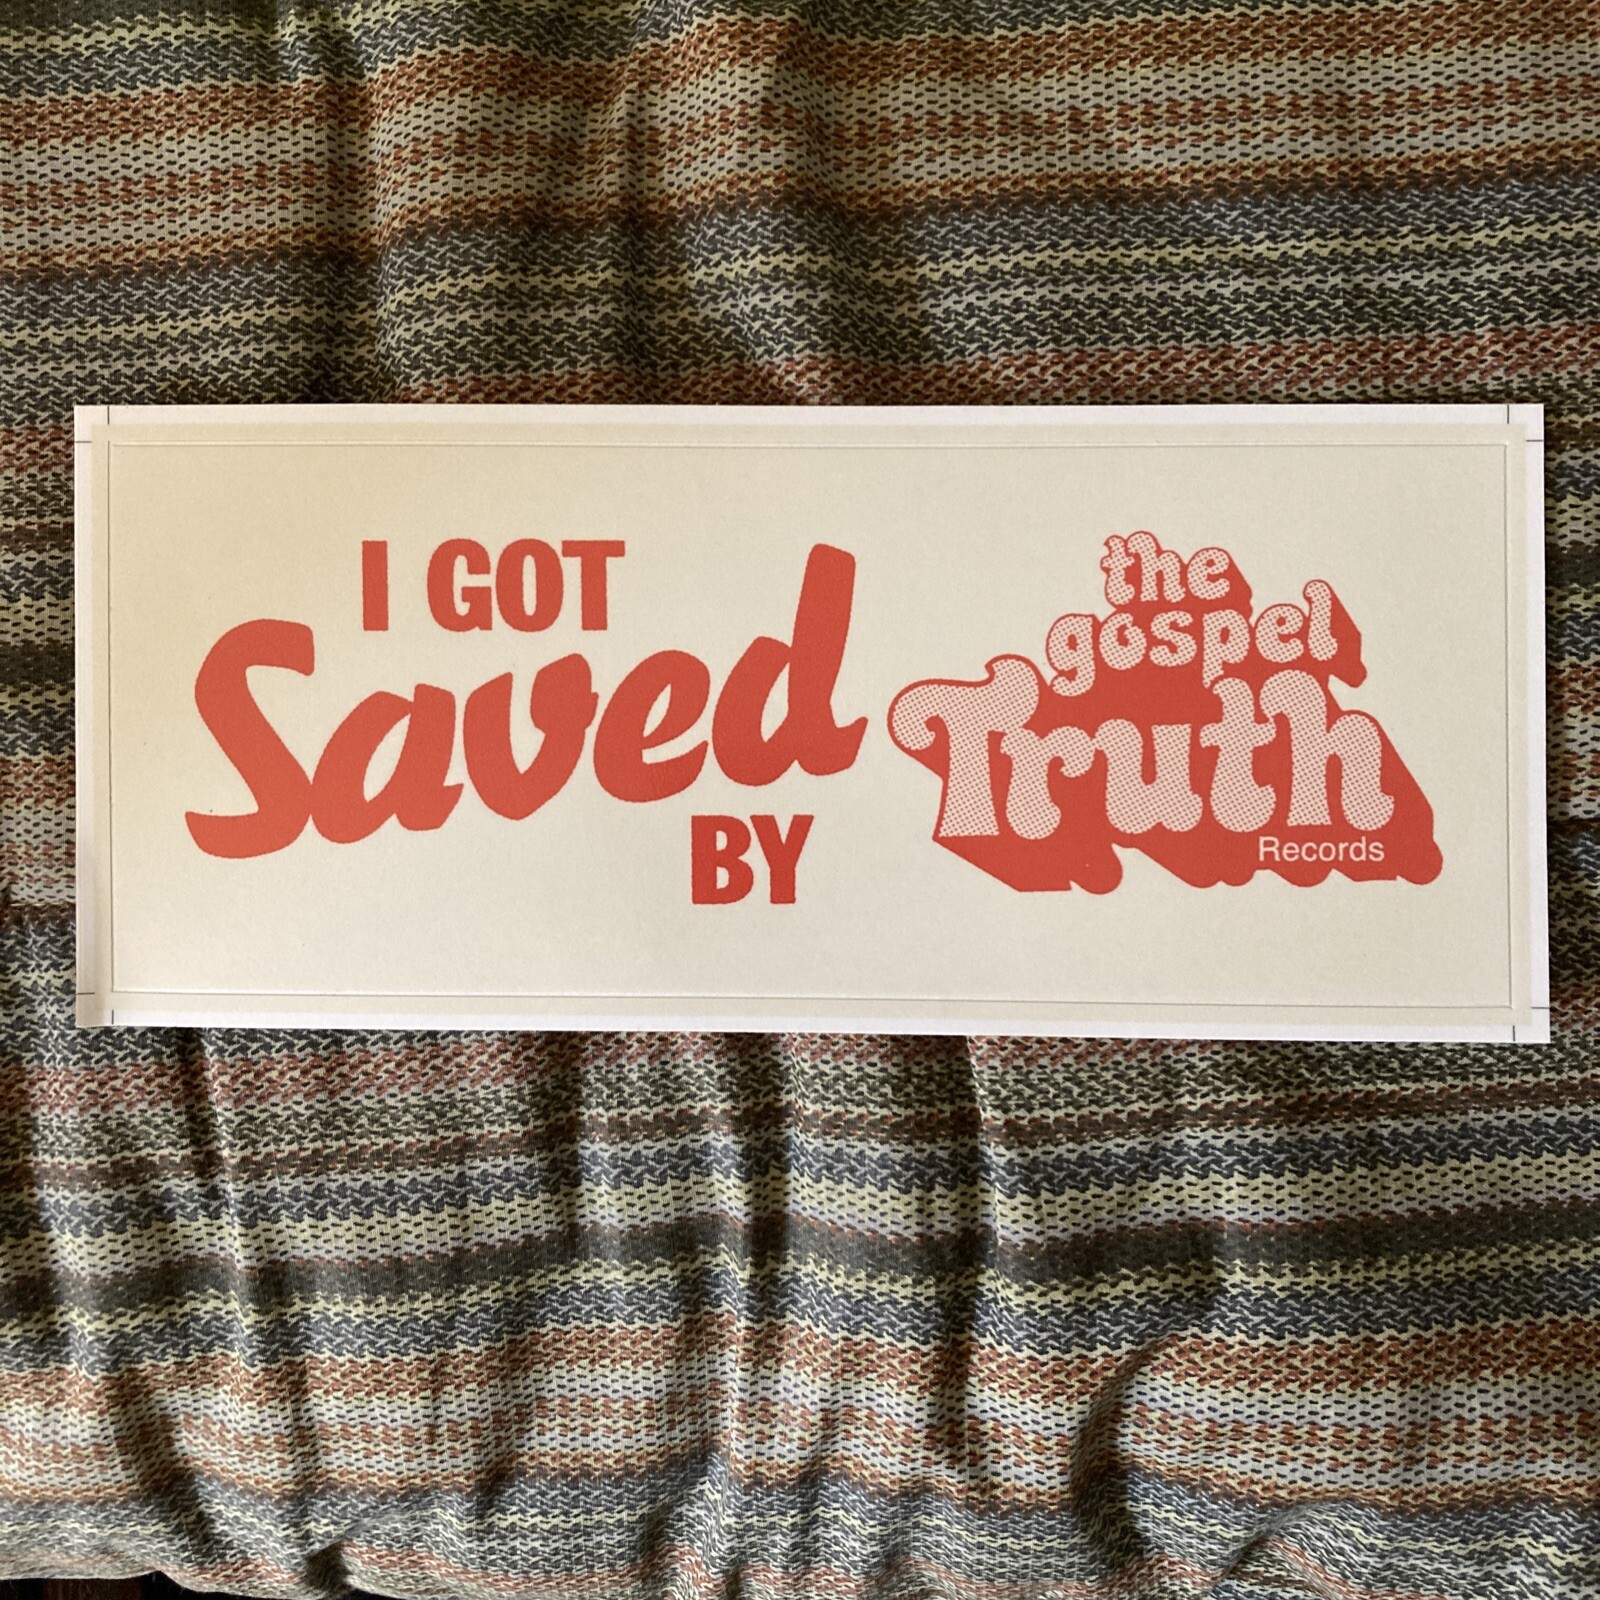 I GOT
Saved
BY
the
gospel
Truth
Records